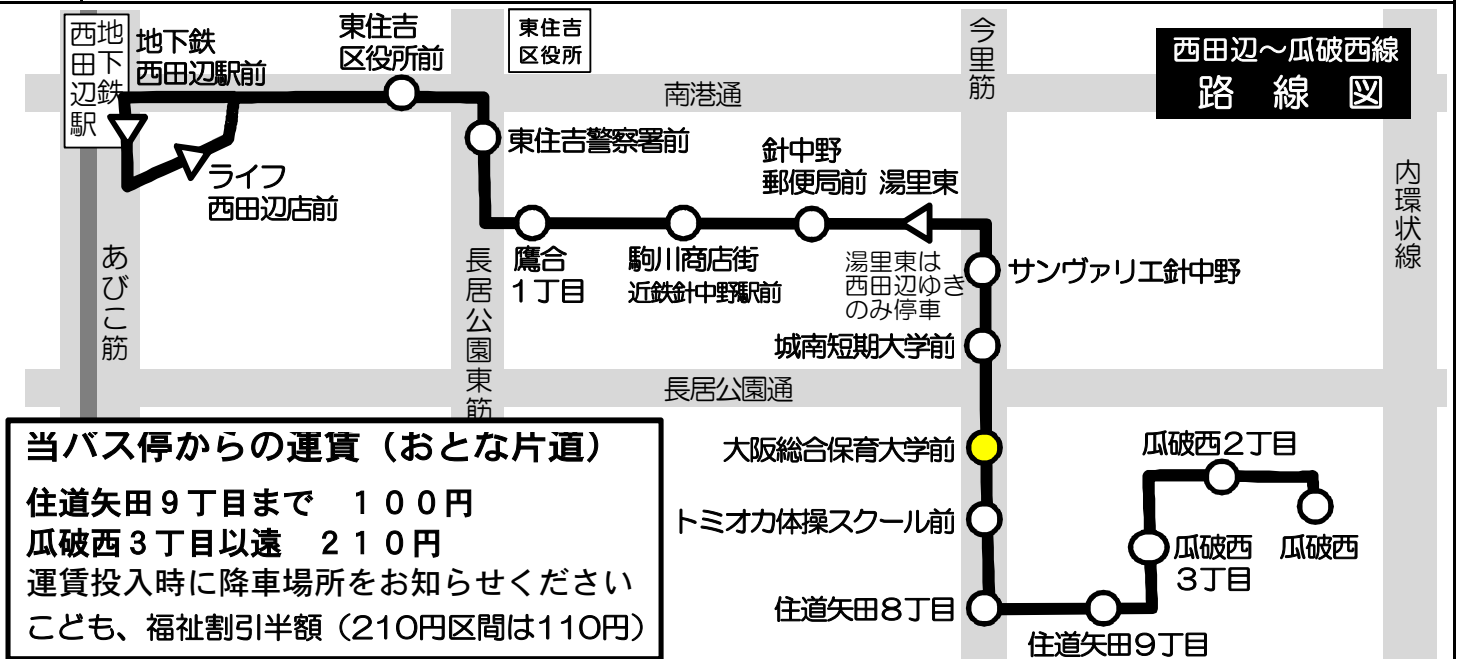 地下鉄
西田辺駅
地下鉄
西田辺駅前
東住吉
区役所前
東住吉
区役所
今里筋
西田辺～瓜破西線
路線図
南港通
東住吉警察署前
針中野
郵便局前
湯里東
ライフ
西田辺店前
内環状線
あびこ筋
長居公園東筋
鷹合
１丁目
駒川商店街
近鉄針中野駅前
湯里東は
西田辺ゆき
のみ停車
サンヴァリエ針中野
城南短期大学前
長居公園通
当バス停からの運賃（おとな片道）
住道矢田９丁目まで　１００円
瓜破西３丁目以遠　２１０円
運賃投入時に降車場所をお知らせください
こども、福祉割引半額（210円区間は110円）
大阪総合保育大学前
トミオカ体操スクール前
住道矢田８丁目
住道矢田９丁目
瓜破西２丁目
瓜破西
３丁目
瓜破西